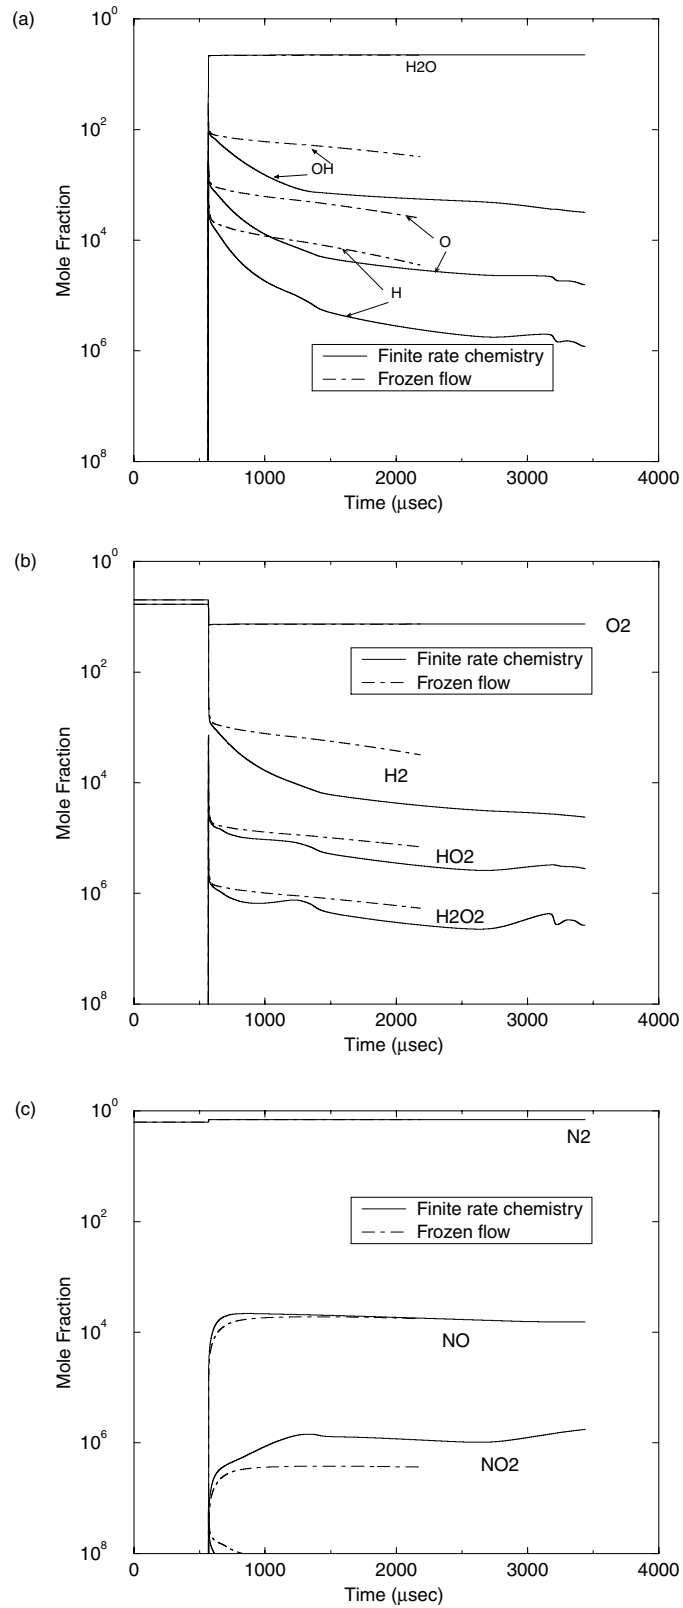 (a)
10^0
10^2
10^4
10^6
10^8
Mole Fraction
H2O
OH
O
H
Finite rate chemistry
Frozen flow
0 1000 2000 3000 4000
Time (μsec)
(b)
10^0
10^2
10^4
10^6
10^8
Mole Fraction
O2
Finite rate chemistry
Frozen flow
H2
HO2
H2O2
0 1000 2000 3000 4000
Time (μsec)
(c)
10^0
10^2
10^4
10^6
10^8
Mole Fraction
N2
Finite rate chemistry
Frozen flow
NO
NO2
0 1000 2000 3000 4000
Time (μsec)